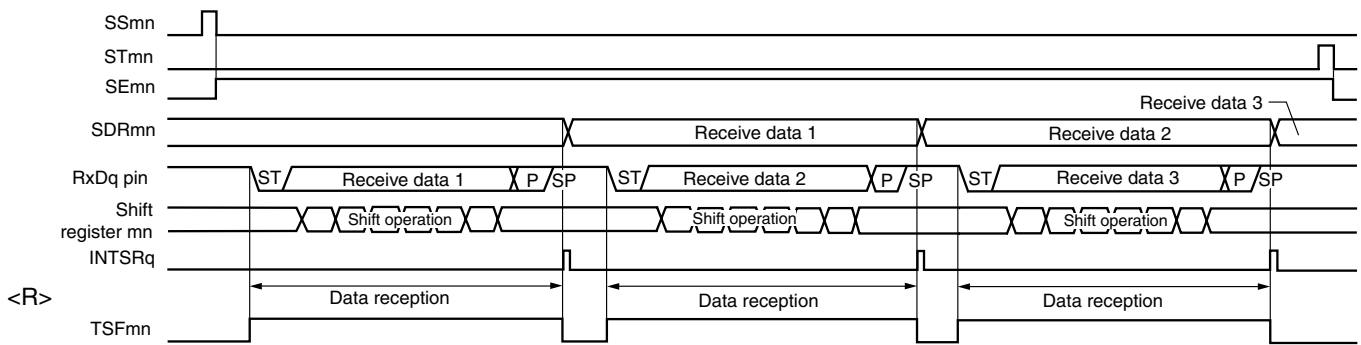 SSmn
STmn
SEmn
Receive data 3
SDRmn
Receive data 1
Receive data 2
RxDq pin
ST
Receive data 1
P
SP
ST
Receive data 2
P
SP
ST
Receive data 3
P
SP
Shift
register mn
Shift operation
Shift operation
Shift operation
INTSRq
<R>
Data reception
Data reception
Data reception
TSFmn